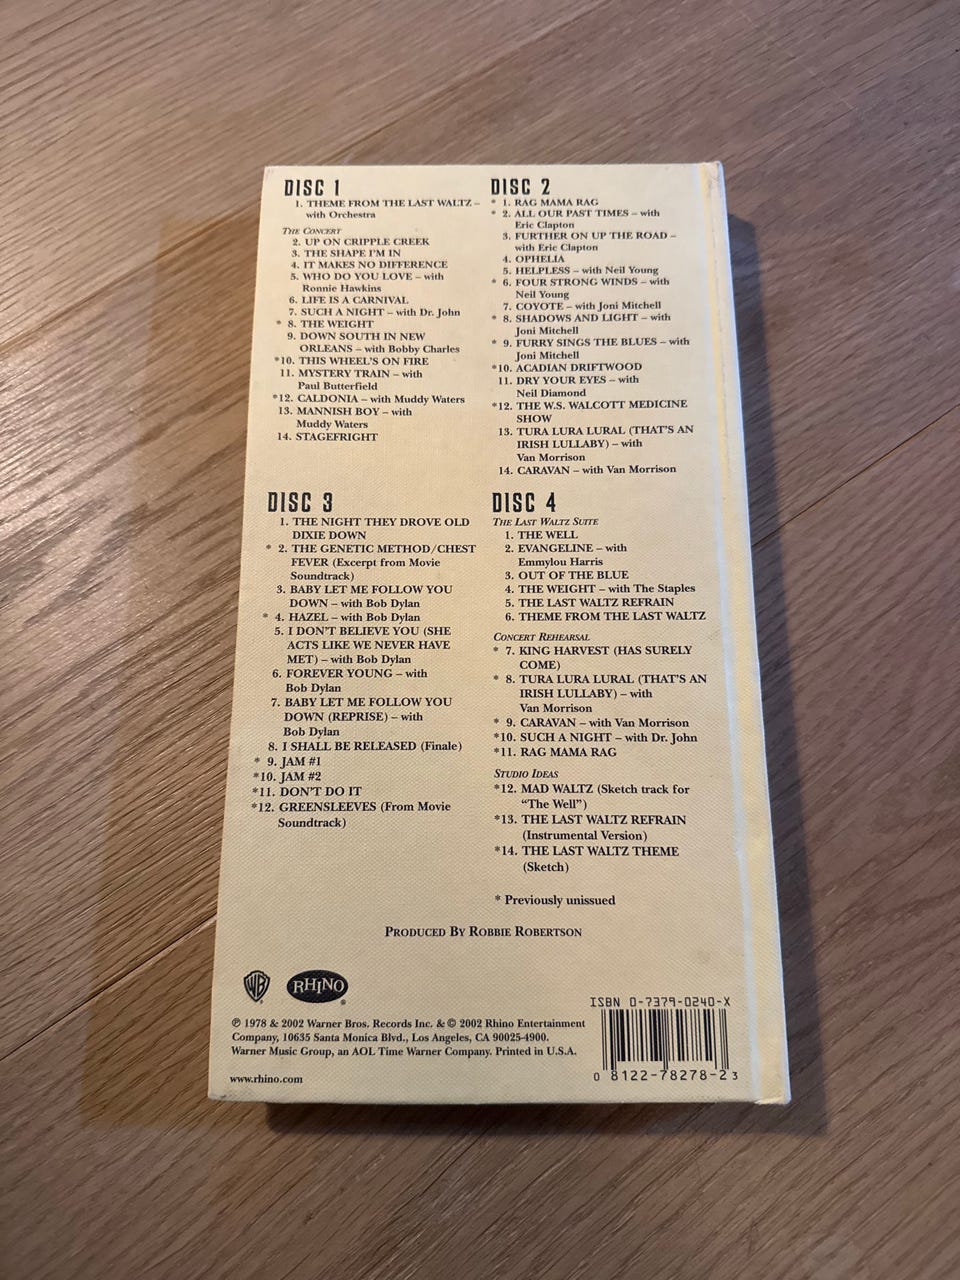 DISC 1
1. THEME FROM THE LAST WALTZ –
with Orchestra
THE CONCERT
2. UP ON CRIPPLE CREEK
3. THE SHAPE I'M IN
4. IT MAKES NO DIFFERENCE
5. WHO DO YOU LOVE – with
Ronnie Hawkins
6. LIFE IS A CARNIVAL
7. SUCH A NIGHT – with Dr. John
* 8. THE WEIGHT
9. DOWN SOUTH IN NEW
ORLEANS – with Bobby Charles
*10. THIS WHEEL'S ON FIRE
11. MYSTERY TRAIN – with
Paul Butterfield
*12. CALDONIA – with Muddy Waters
13. MANNISH BOY – with
Muddy Waters
14. STAGEFRIGHT
DISC 2
* 1. RAG MAMA RAG
* 2. ALL OUR PAST TIMES – with
Eric Clapton
3. FURTHER ON UP THE ROAD –
with Eric Clapton
4. OPHELIA
5. HELPLESS – with Neil Young
* 6. FOUR STRONG WINDS – with
Neil Young
7. COYOTE – with Joni Mitchell
* 8. SHADOWS AND LIGHT – with
Joni Mitchell
* 9. FURRY SINGS THE BLUES – with
Joni Mitchell
*10. ACADIAN DRIFTWOOD
11. DRY YOUR EYES – with
Neil Diamond
*12. THE W.S. WALCOTT MEDICINE
SHOW
13. TURA LURA LURAL (THAT'S AN
IRISH LULLABY) – with
Van Morrison
14. CARAVAN – with Van Morrison
DISC 3
1. THE NIGHT THEY DROVE OLD
DIXIE DOWN
* 2. THE GENETIC METHOD/CHEST
FEVER (Excerpt from Movie
Soundtrack)
3. BABY LET ME FOLLOW YOU
DOWN – with Bob Dylan
* 4. HAZEL – with Bob Dylan
5. I DON'T BELIEVE YOU (SHE
ACTS LIKE WE NEVER HAVE
MET) – with Bob Dylan
6. FOREVER YOUNG – with
Bob Dylan
7. BABY LET ME FOLLOW YOU
DOWN (REPRISE) – with
Bob Dylan
8. I SHALL BE RELEASED (Finale)
* 9. JAM #1
*10. JAM #2
*11. DON'T DO IT
*12. GREENSLEEVES (From Movie
Soundtrack)
DISC 4
THE LAST WALTZ SUITE
1. THE WELL
2. EVANGELINE – with
Emmylou Harris
3. OUT OF THE BLUE
4. THE WEIGHT – with The Staples
5. THE LAST WALTZ REFRAIN
6. THEME FROM THE LAST WALTZ
CONCERT REHEARSAL
* 7. KING HARVEST (HAS SURELY
COME)
* 8. TURA LURA LURAL (THAT'S AN
IRISH LULLABY) – with
Van Morrison
* 9. CARAVAN – with Van Morrison
*10. SUCH A NIGHT – with Dr. John
*11. RAG MAMA RAG
STUDIO IDEAS
*12. MAD WALTZ (Sketch track for
"The Well")
*13. THE LAST WALTZ REFRAIN
(Instrumental Version)
*14. THE LAST WALTZ THEME
(Sketch)
* Previously unissued
PRODUCED BY ROBBIE ROBERTSON
WB
RHINO®
℗ 1978 & 2002 Warner Bros. Records Inc. & © 2002 Rhino Entertainment
Company, 10635 Santa Monica Blvd., Los Angeles, CA 90025-4900.
Warner Music Group, an AOL Time Warner Company. Printed in U.S.A.
www.rhino.com
ISBN 0-7379-0240-X
0 8122-78278-2 3